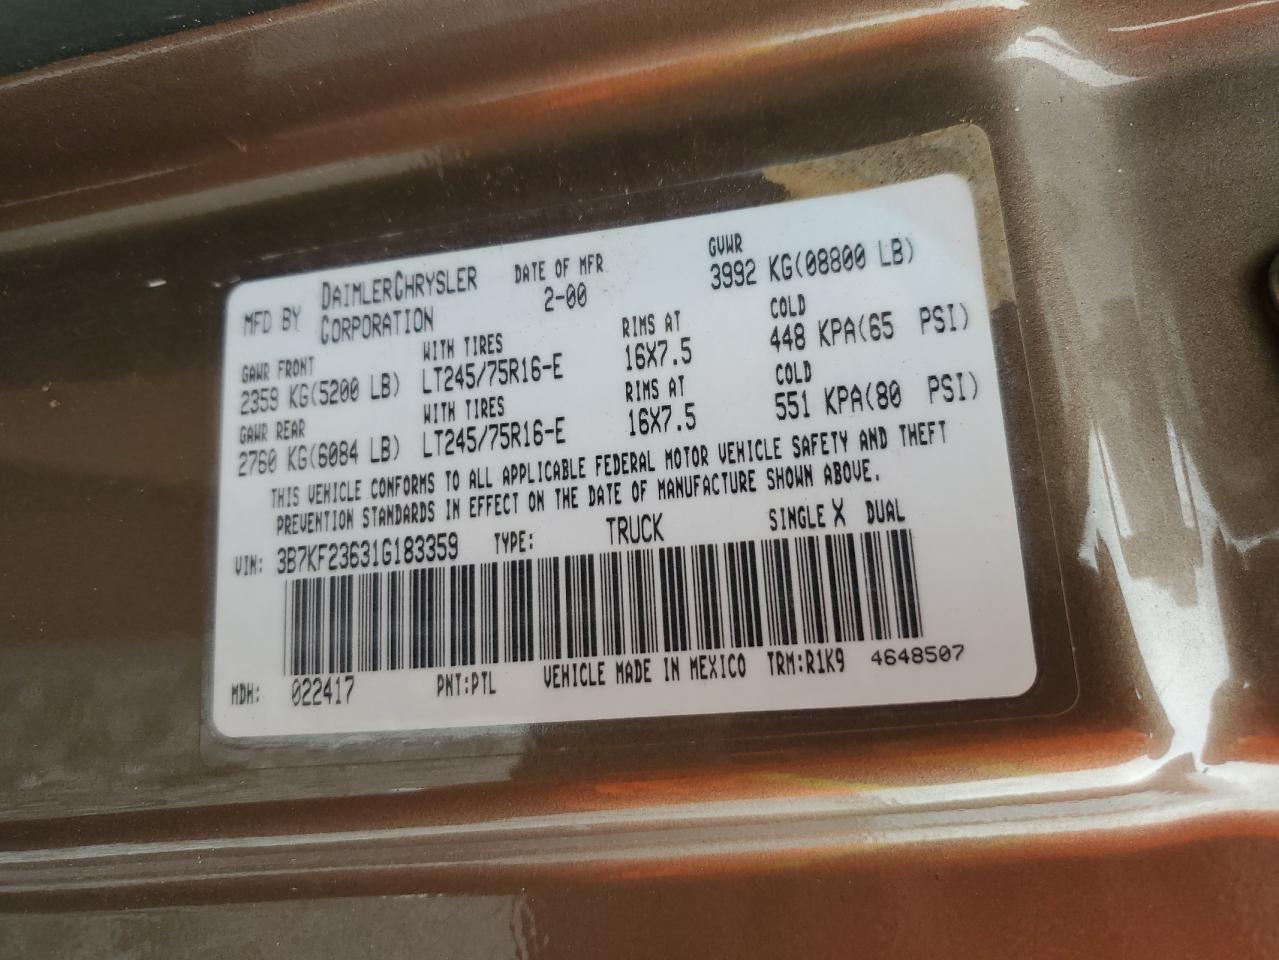 MFD BY DAIMLERCHRYSLER CORPORATION DATE OF MFR 2-00 GVWR 3992 KG(08800 LB)
GAWR FRONT WITH TIRES RIMS AT COLD
2359 KG(5200 LB) LT245/75R16-E 16X7.5 448 KPA(65 PSI)
GAWR REAR WITH TIRES RIMS AT COLD
2760 KG(6084 LB) LT245/75R16-E 16X7.5 551 KPA(80 PSI)
THIS VEHICLE CONFORMS TO ALL APPLICABLE FEDERAL MOTOR VEHICLE SAFETY AND THEFT
PREVENTION STANDARDS IN EFFECT ON THE DATE OF MANUFACTURE SHOWN ABOVE.
VIN: 3B7KF23631G183359 TYPE: TRUCK SINGLE X DUAL
MDH: 022417 PNT:PTL VEHICLE MADE IN MEXICO TRM:R1K9 4648507